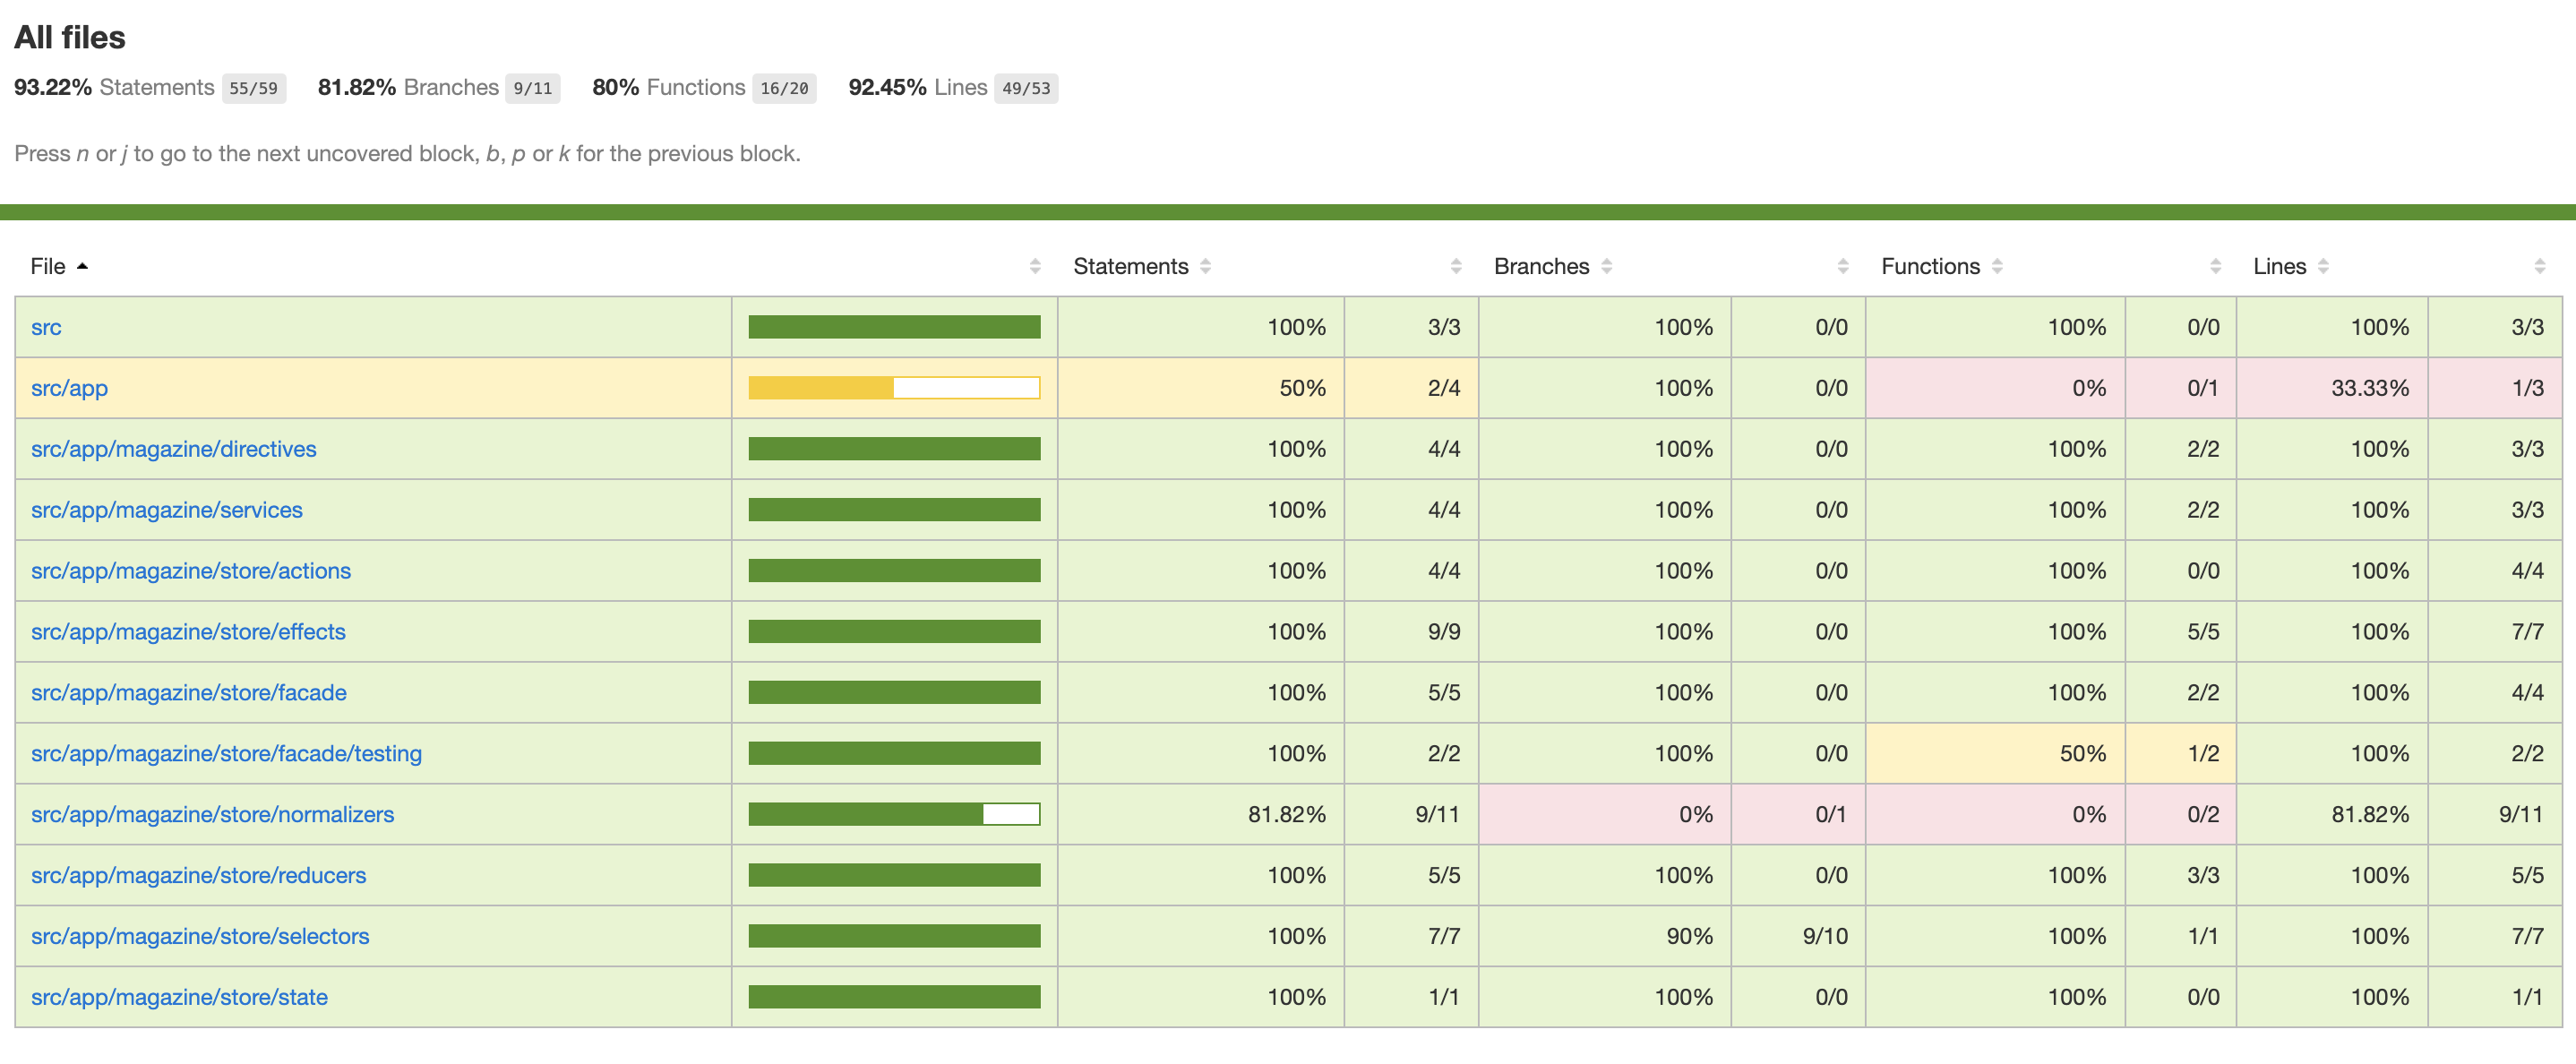 All files
93.22% Statements 55/59 81.82% Branches 9/11 80% Functions 16/20 92.45% Lines 49/53
Press n or j to go to the next uncovered block, b, p or k for the previous block.
File Statements Branches Functions Lines
src 100% 3/3 100% 0/0 100% 0/0 100% 3/3
src/app 50% 2/4 100% 0/0 0% 0/1 33.33% 1/3
src/app/magazine/directives 100% 4/4 100% 0/0 100% 2/2 100% 3/3
src/app/magazine/services 100% 4/4 100% 0/0 100% 2/2 100% 3/3
src/app/magazine/store/actions 100% 4/4 100% 0/0 100% 0/0 100% 4/4
src/app/magazine/store/effects 100% 9/9 100% 0/0 100% 5/5 100% 7/7
src/app/magazine/store/facade 100% 5/5 100% 0/0 100% 2/2 100% 4/4
src/app/magazine/store/facade/testing 100% 2/2 100% 0/0 50% 1/2 100% 2/2
src/app/magazine/store/normalizers 81.82% 9/11 0% 0/1 0% 0/2 81.82% 9/11
src/app/magazine/store/reducers 100% 5/5 100% 0/0 100% 3/3 100% 5/5
src/app/magazine/store/selectors 100% 7/7 90% 9/10 100% 1/1 100% 7/7
src/app/magazine/store/state 100% 1/1 100% 0/0 100% 0/0 100% 1/1